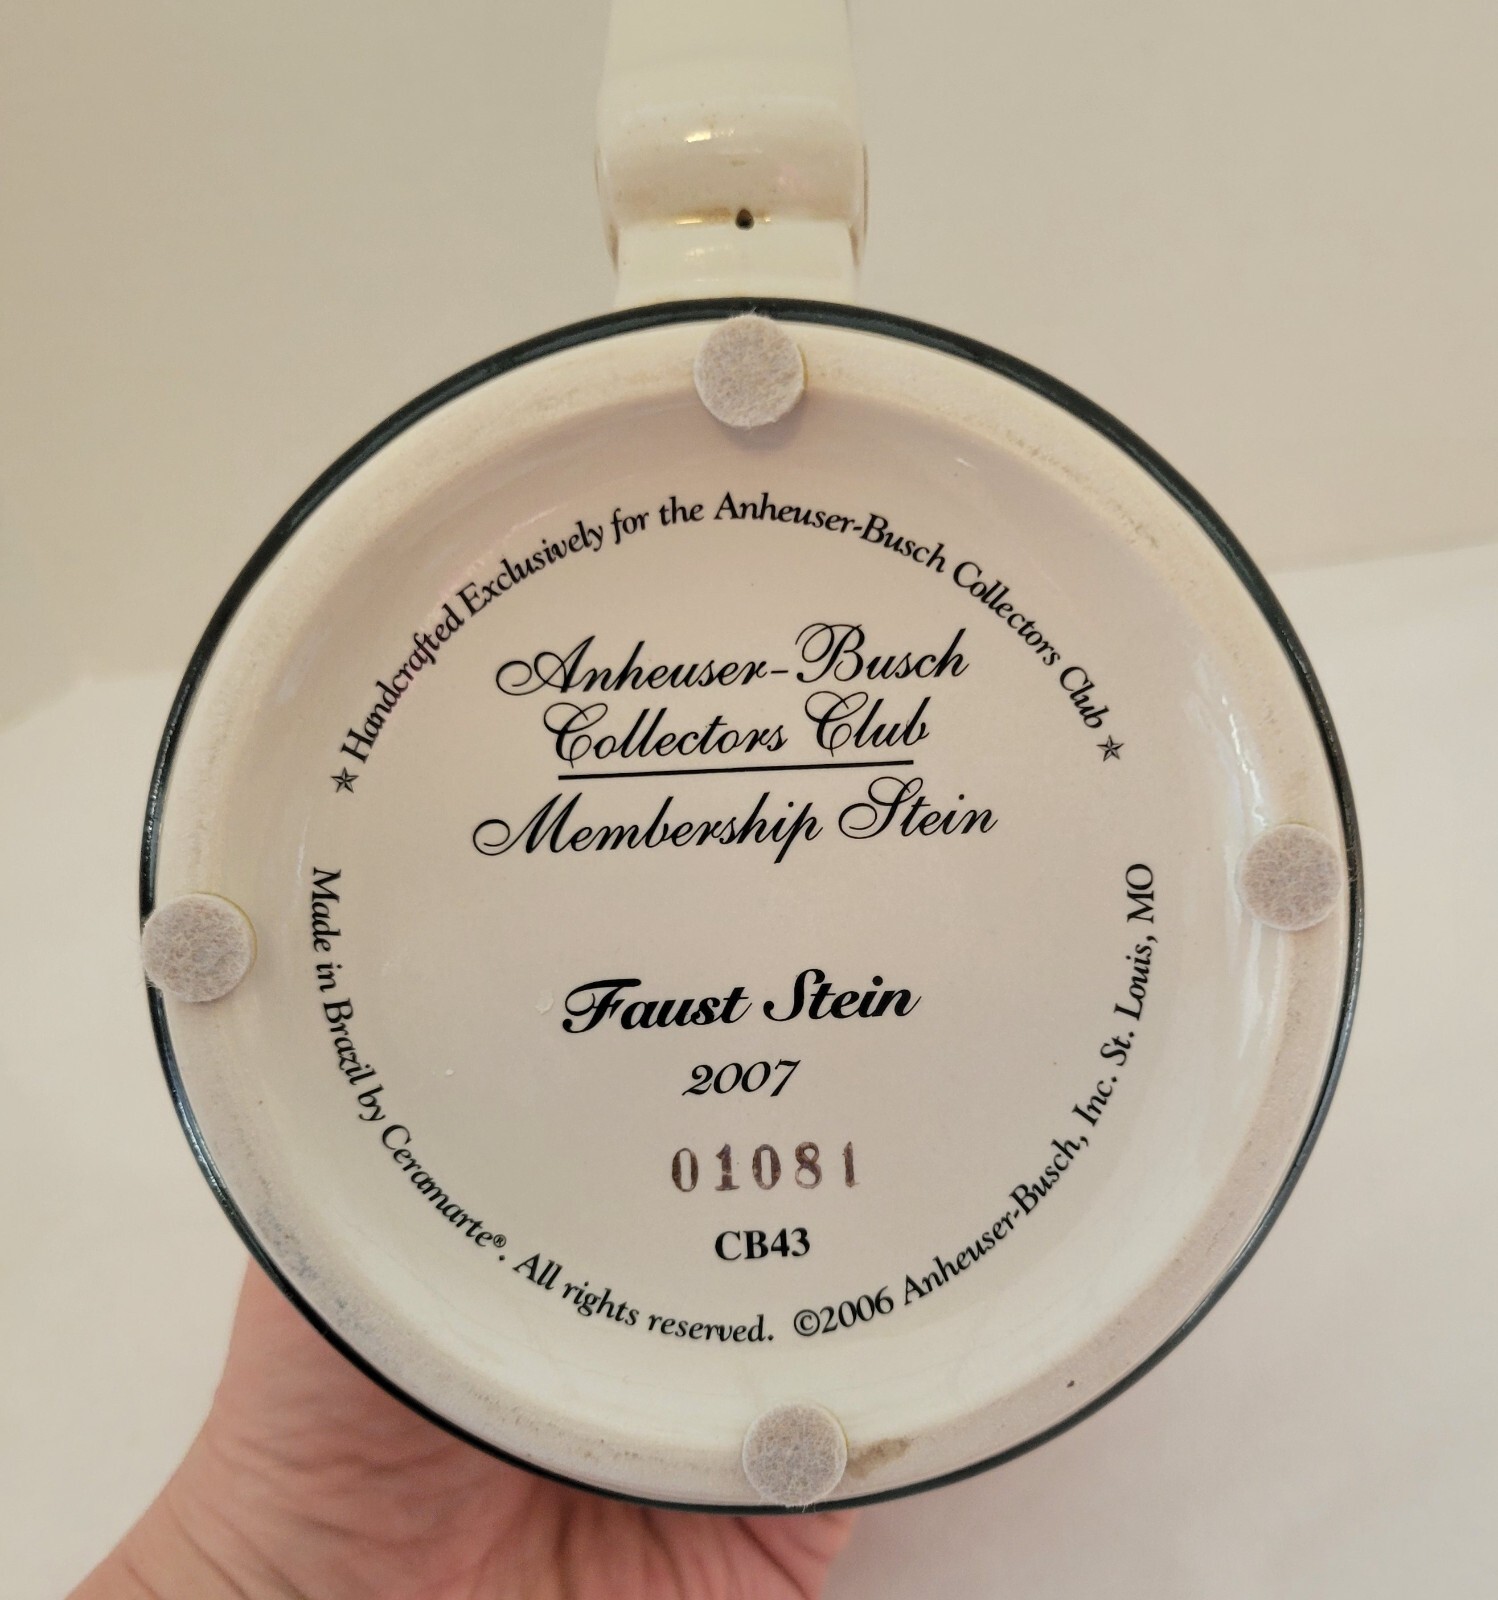 ★ Handcrafted Exclusively for the Anheuser-Busch Collectors Club ★
Anheuser-Busch
Collectors Club
Membership Stein
Faust Stein
2007
01081
CB43
Made in Brazil by Ceramarte®. All rights reserved. ©2006 Anheuser-Busch, Inc. St. Louis, MO